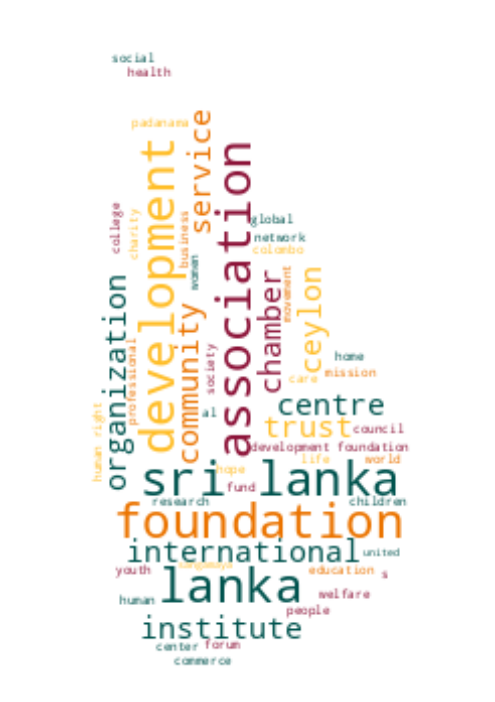 social
health
padanama
service
development
association
college
charity
business
global
network
colombo
women
organization
community
chamber
movement
ceylon
professional
society
home
mission
care
human right
al
centre
trust
council
development foundation
life
world
hope
sri lanka
fund
research
children
foundation
international
united
sangamaya
youth
education
s
lanka
human
welfare
people
institute
center
forum
commerce